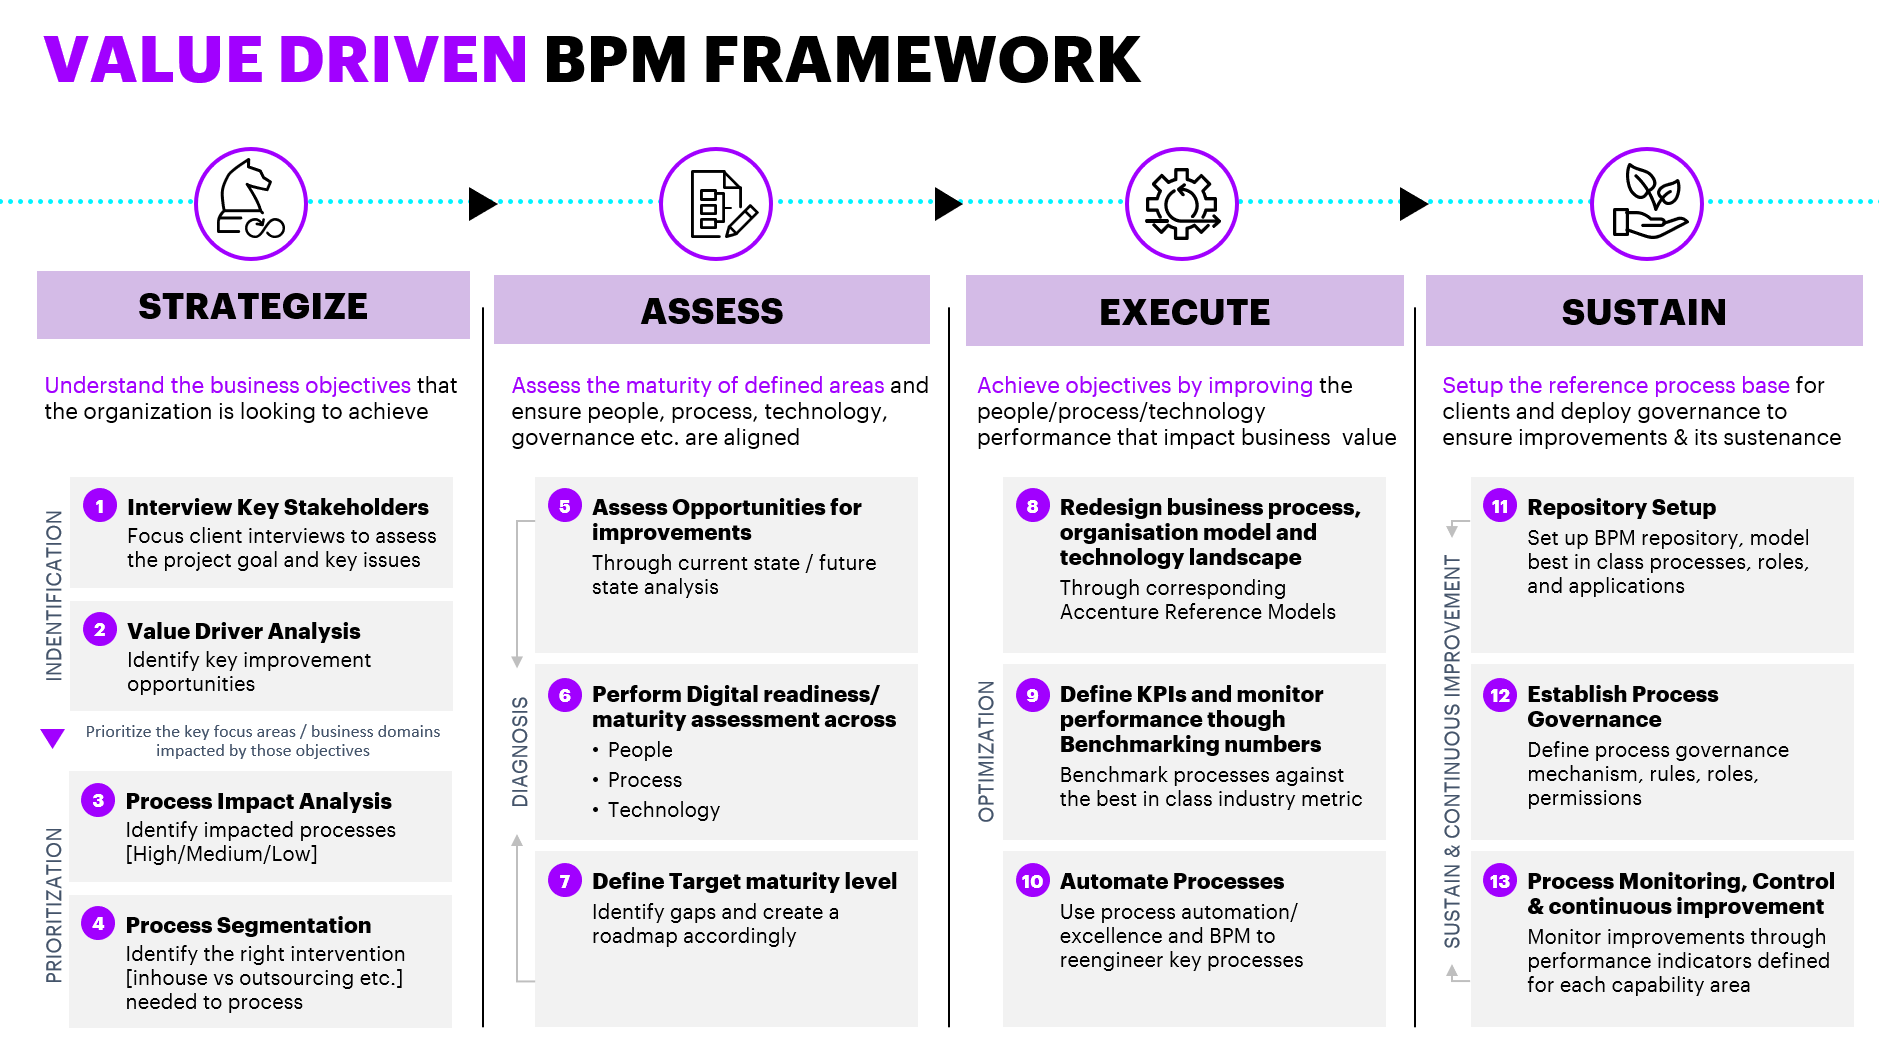 VALUE DRIVEN BPM FRAMEWORK
STRATEGIZE
Understand the business objectives that
the organization is looking to achieve
INDENTIFICATION
1
Interview Key Stakeholders
Focus client interviews to assess
the project goal and key issues
2
Value Driver Analysis
Identify key improvement
opportunities
Prioritize the key focus areas / business domains
impacted by those objectives
PRIORITIZATION
3
Process Impact Analysis
Identify impacted processes
[High/Medium/Low]
4
Process Segmentation
Identify the right intervention
[inhouse vs outsourcing etc.]
needed to process
ASSESS
Assess the maturity of defined areas and
ensure people, process, technology,
governance etc. are aligned
DIAGNOSIS
5
Assess Opportunities for
improvements
Through current state / future
state analysis
6
Perform Digital readiness/
maturity assessment across
• People
• Process
• Technology
7
Define Target maturity level
Identify gaps and create a
roadmap accordingly
EXECUTE
Achieve objectives by improving the
people/process/technology
performance that impact business  value
OPTIMIZATION
8
Redesign business process,
organisation model and
technology landscape
Through corresponding
Accenture Reference Models
9
Define KPIs and monitor
performance though
Benchmarking numbers
Benchmark processes against
the best in class industry metric
10
Automate Processes
Use process automation/
excellence and BPM to
reengineer key processes
SUSTAIN
Setup the reference process base for
clients and deploy governance to
ensure improvements & its sustenance
SUSTAIN & CONTINUOUS IMPROVEMENT
11
Repository Setup
Set up BPM repository, model
best in class processes, roles,
and applications
12
Establish Process
Governance
Define process governance
mechanism, rules, roles,
permissions
13
Process Monitoring, Control
& continuous improvement
Monitor improvements through
performance indicators defined
for each capability area